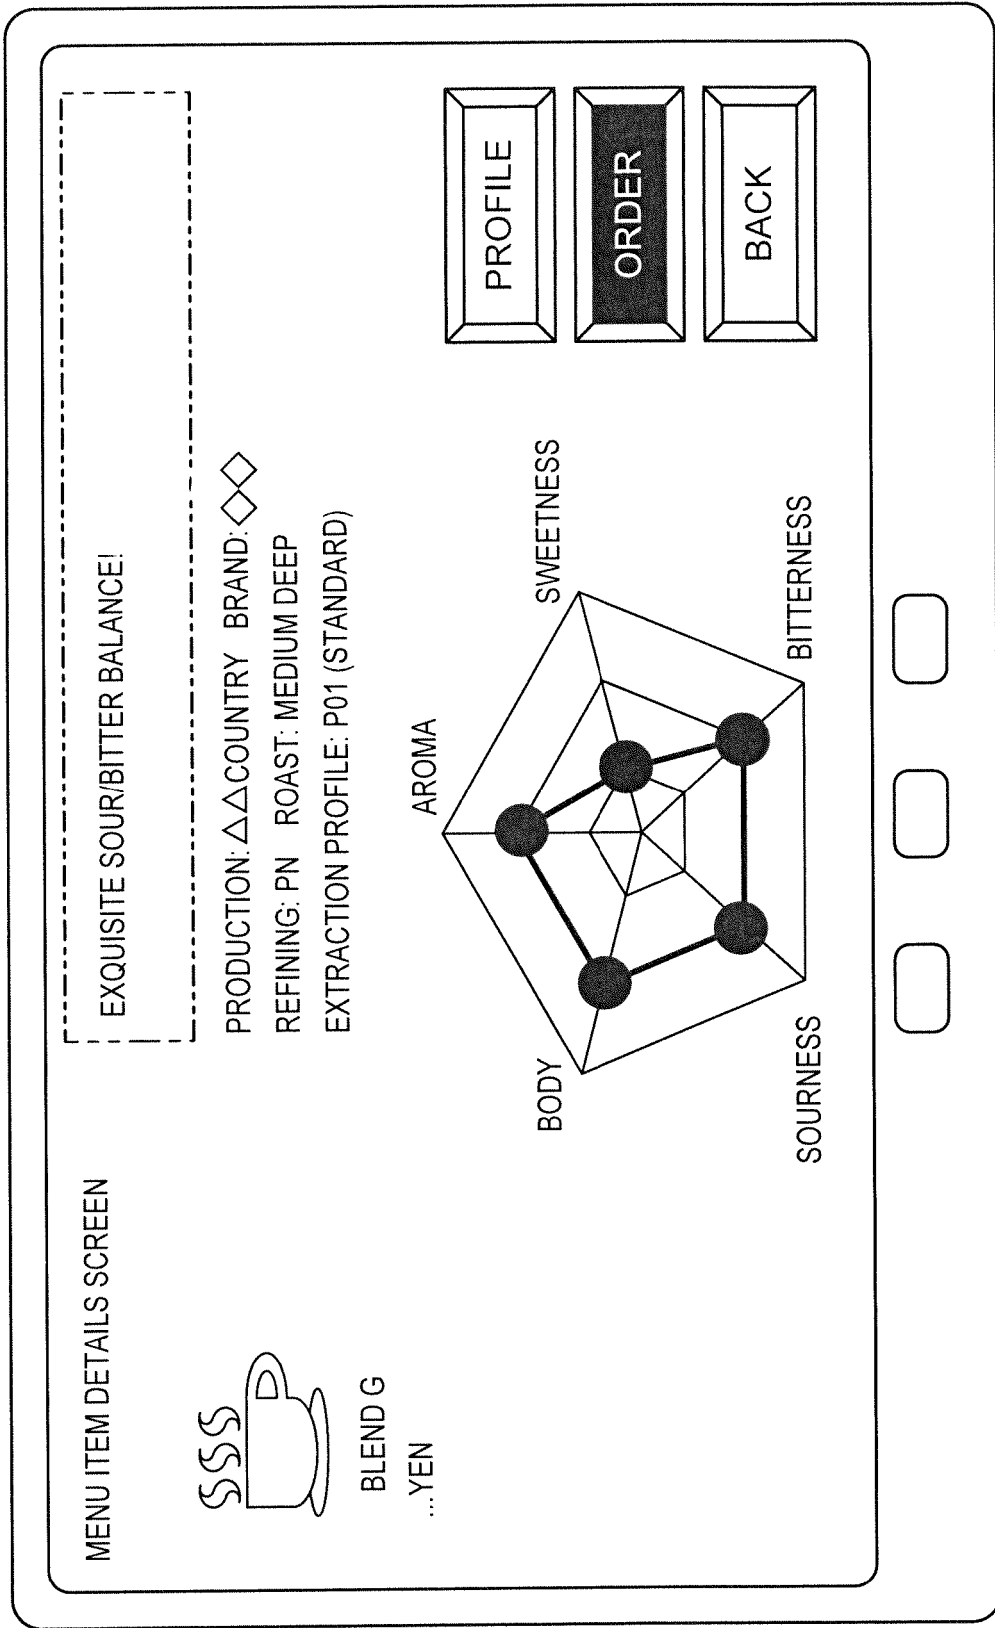 MENU ITEM DETAILS SCREEN
EXQUISITE SOUR/BITTER BALANCE!
BLEND G
...YEN
PRODUCTION: △△COUNTRY BRAND:◇◇
REFINING: PN ROAST: MEDIUM DEEP
EXTRACTION PROFILE: P01 (STANDARD)
AROMA
BODY
SWEETNESS
SOURNESS
BITTERNESS
PROFILE
ORDER
BACK